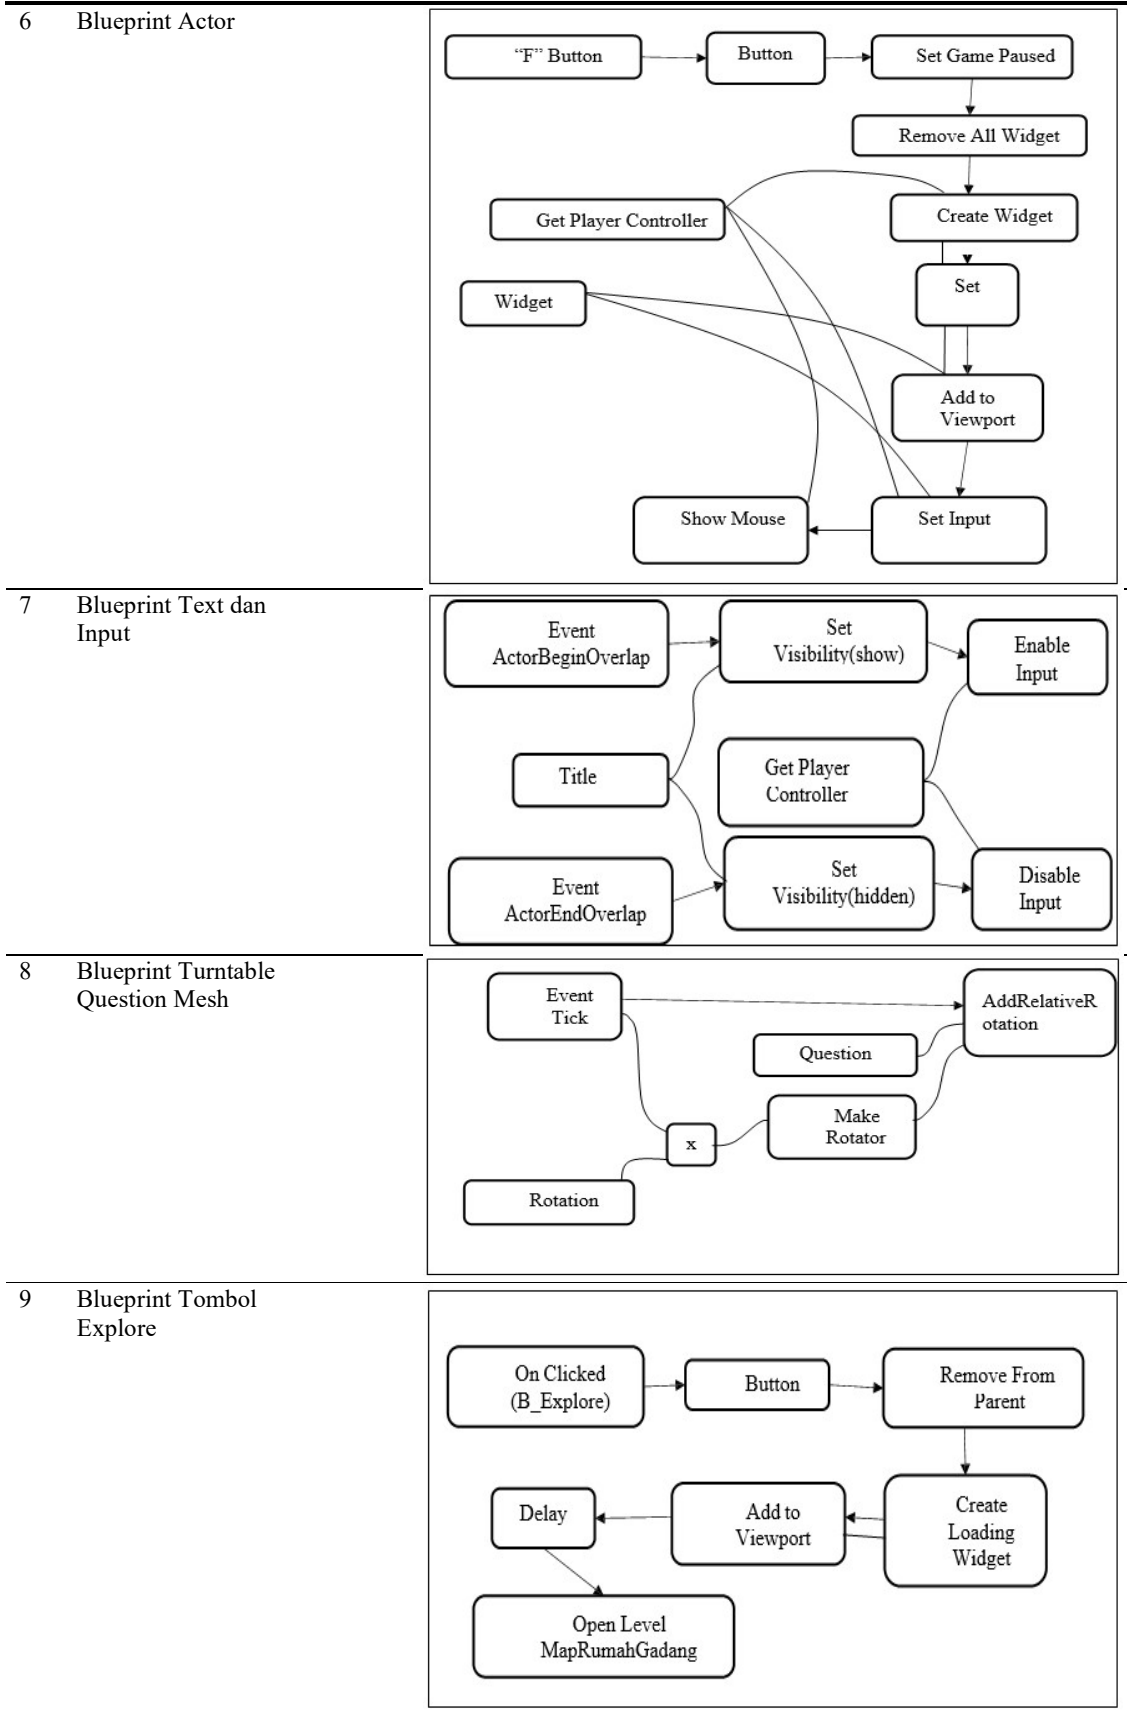 6 Blueprint Actor
"F" Button
Button
Set Game Paused
Remove All Widget
Get Player Controller
Create Widget
Widget
Set
Add to
Viewport
Show Mouse
Set Input
7 Blueprint Text dan
Input
Event
ActorBeginOverlap
Set
Visibility(show)
Enable
Input
Title
Get Player
Controller
Event
ActorEndOverlap
Set
Visibility(hidden)
Disable
Input
8 Blueprint Turntable
Question Mesh
Event
Tick
AddRelativeR
otation
Question
Make
Rotator
x
Rotation
9 Blueprint Tombol
Explore
On Clicked
(B_Explore)
Button
Remove From
Parent
Delay
Add to
Viewport
Create
Loading
Widget
Open Level
MapRumahGadang